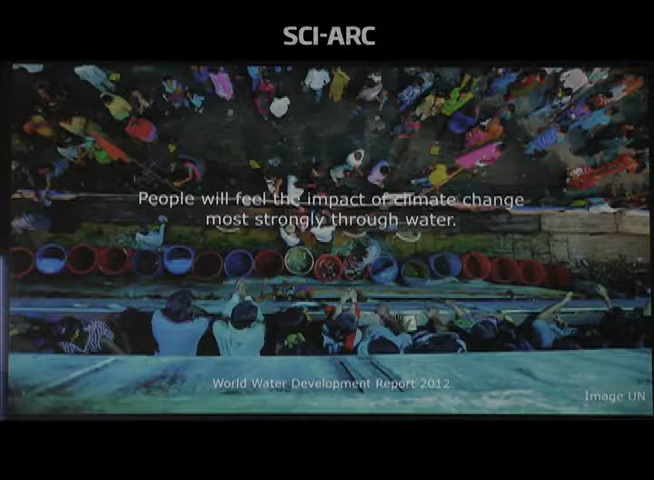 SCI-ARC
People will feel the impact of climate change
most strongly through water.
World Water Development Report 2012
Image UN